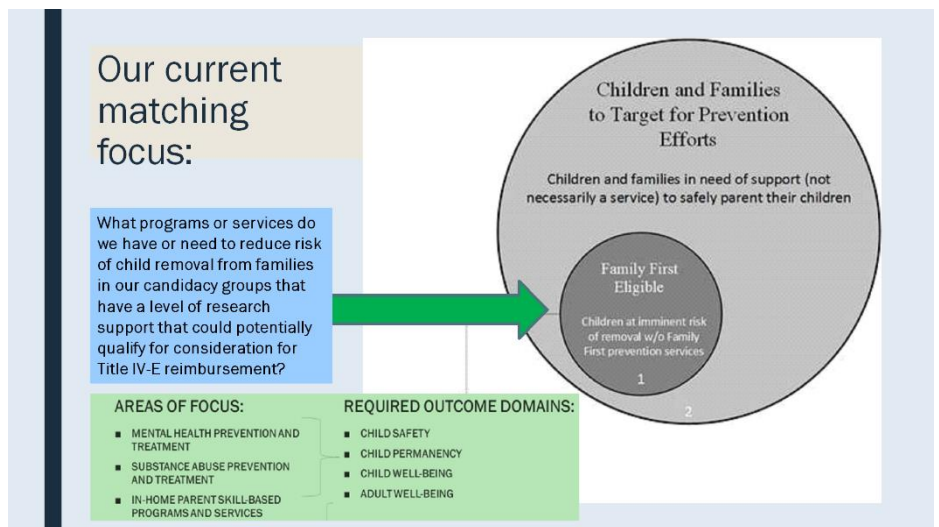 Our current
matching
focus:
What programs or services do
we have or need to reduce risk
of child removal from families
in our candidacy groups that
have a level of research
support that could potentially
qualify for consideration for
Title IV-E reimbursement?
Children and Families
to Target for Prevention
Efforts
Children and families in need of support (not
necessarily a service) to safely parent their children
Family First
Eligible
Children at imminent risk
of removal w/o Family
First prevention services
1
2
AREAS OF FOCUS:
■ MENTAL HEALTH PREVENTION AND
TREATMENT
■ SUBSTANCE ABUSE PREVENTION
AND TREATMENT
■ IN-HOME PARENT SKILL-BASED
PROGRAMS AND SERVICES
REQUIRED OUTCOME DOMAINS:
■ CHILD SAFETY
■ CHILD PERMANENCY
■ CHILD WELL-BEING
■ ADULT WELL-BEING